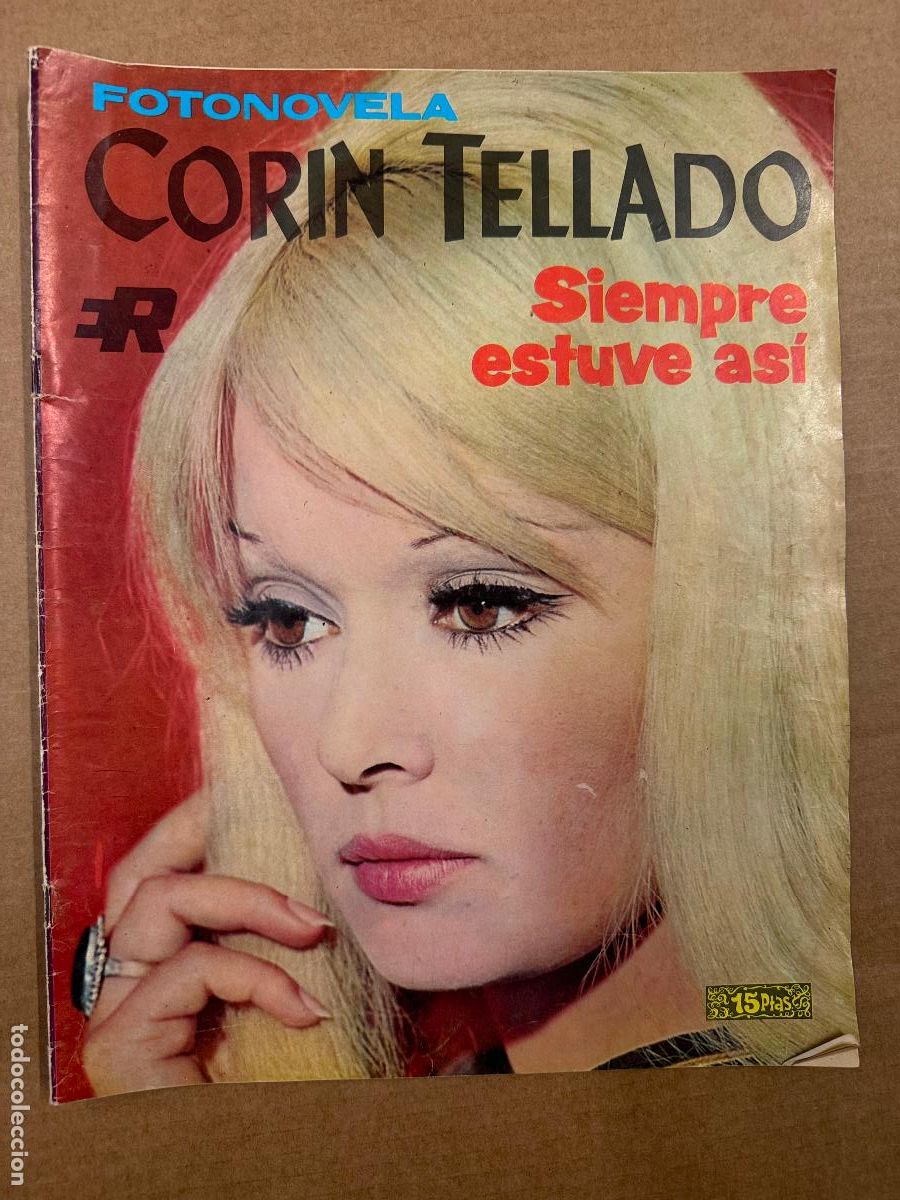 FOTONOVELA
CORIN TELLADO
ER
Siempre
estuve así
15 Ptas.
todocoleccion